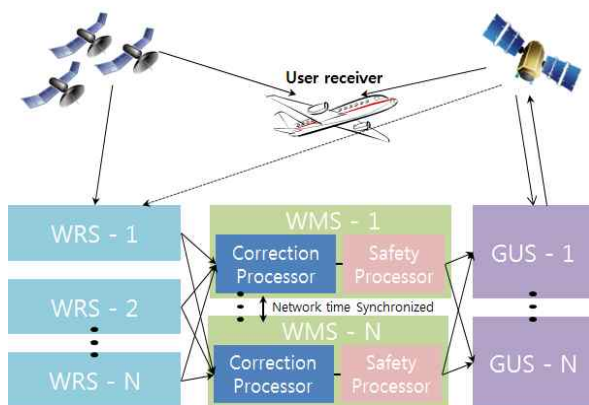 User receiver
WRS - 1
WRS - 2
WRS - N
WMS - 1
Correction
Processor
Safety
Processor
Network time Synchronized
WMS - N
Correction
Processor
Safety
Processor
GUS - 1
GUS - N